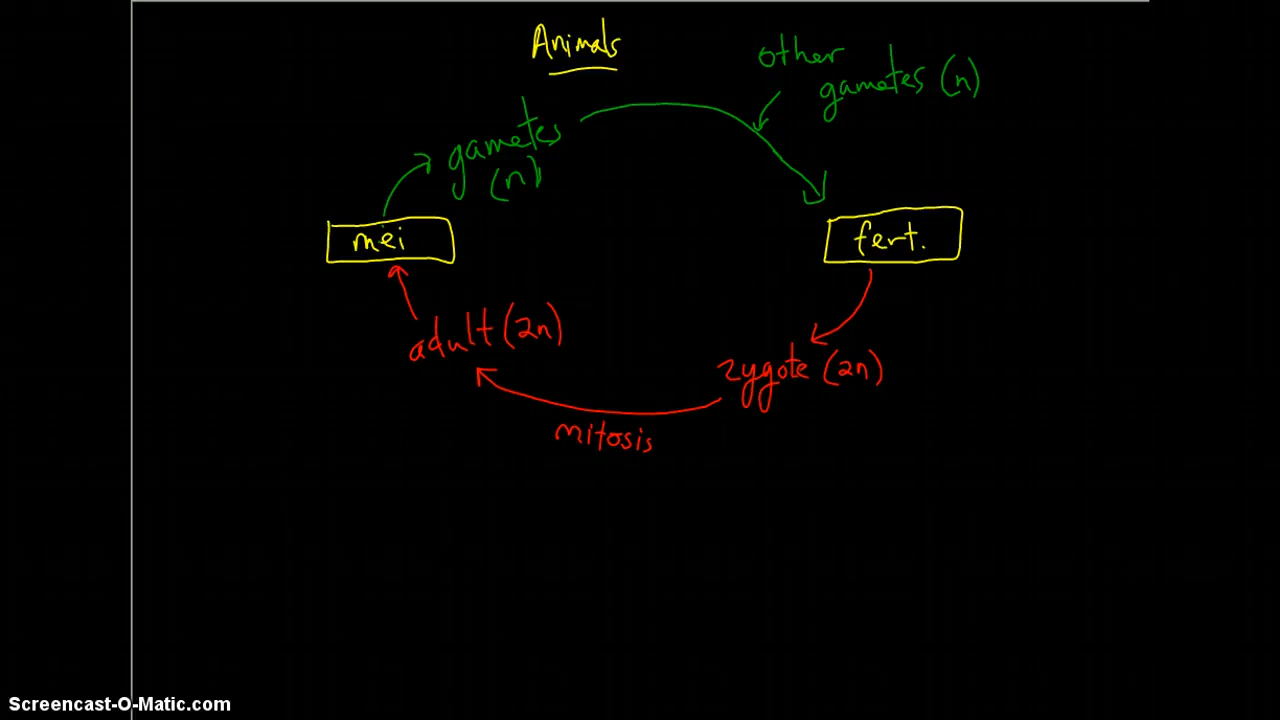 Animals
other
gametes (n)
gametes
(n)
mei
fert.
adult (2n)
zygote (2n)
mitosis
Screencast-O-Matic.com